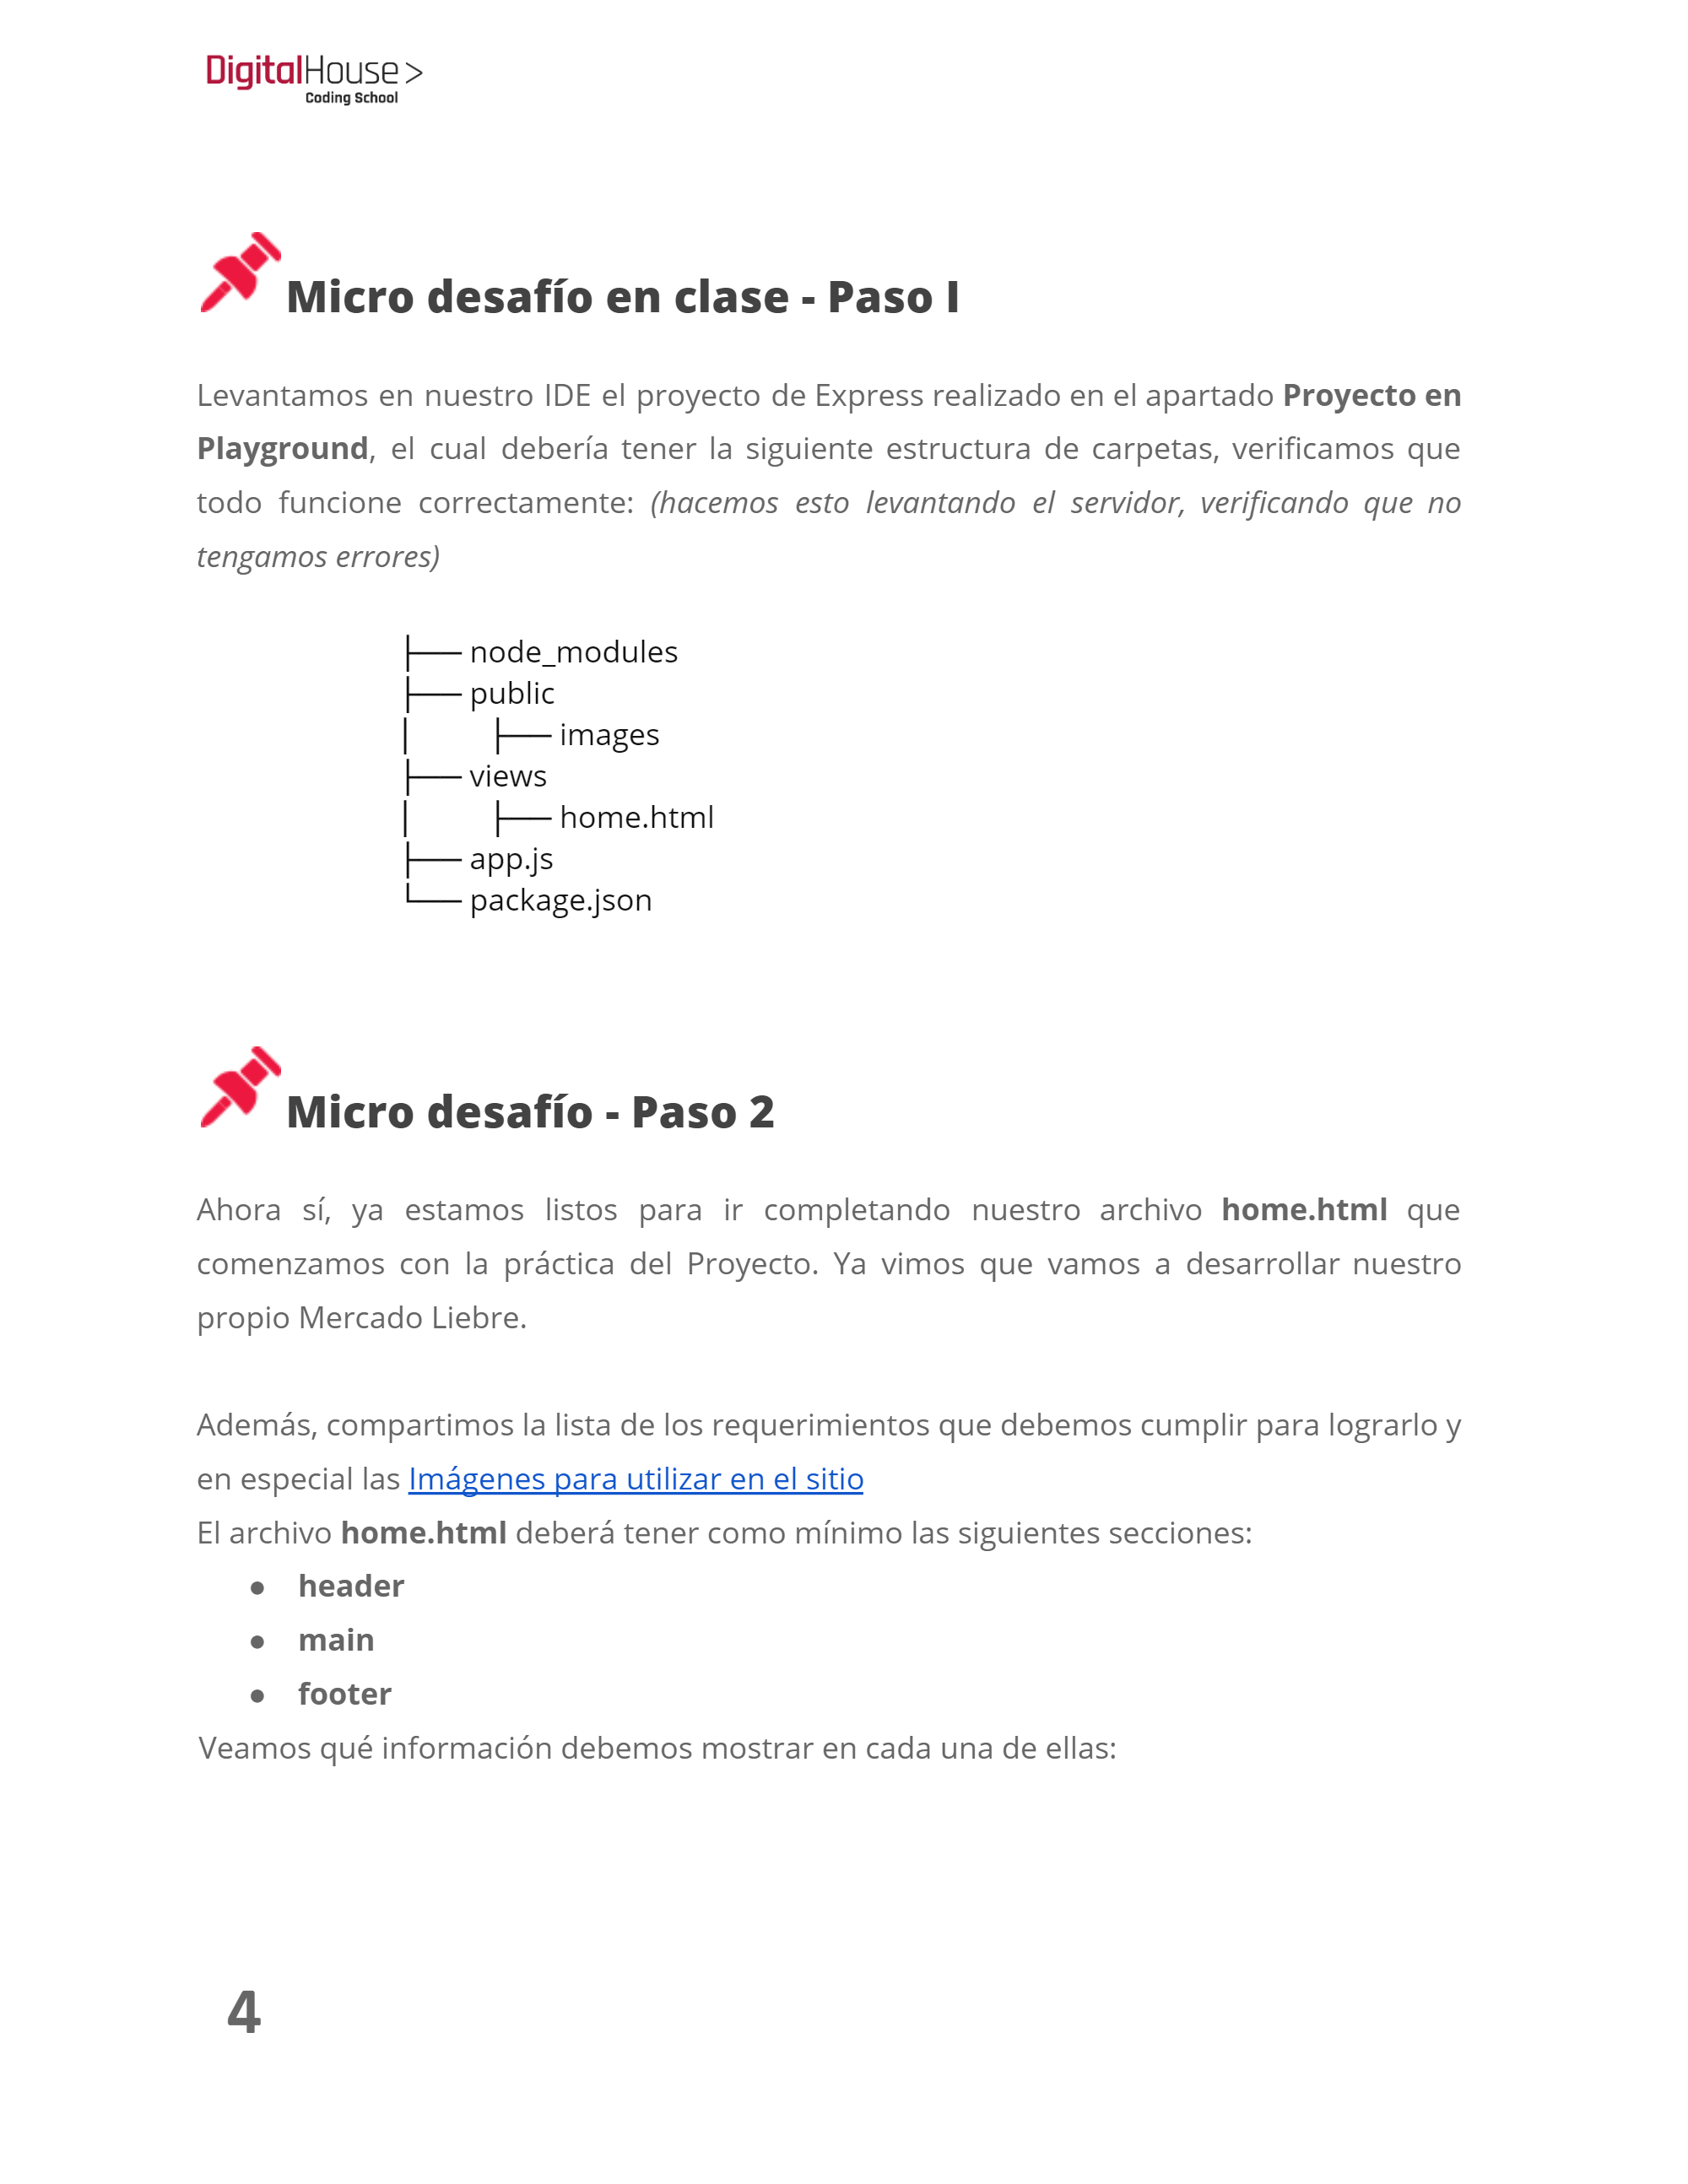 DigitalHouse >
Coding School
Micro desafío en clase - Paso I
Levantamos en nuestro IDE el proyecto de Express realizado en el apartado Proyecto en
Playground, el cual debería tener la siguiente estructura de carpetas, verificamos que
todo funcione correctamente: (hacemos esto levantando el servidor, verificando que no
tengamos errores)
├── node_modules
├── public
│ ├── images
├── views
│ ├── home.html
├── app.js
└── package.json
Micro desafío - Paso 2
Ahora sí, ya estamos listos para ir completando nuestro archivo home.html que
comenzamos con la práctica del Proyecto. Ya vimos que vamos a desarrollar nuestro
propio Mercado Liebre.
Además, compartimos la lista de los requerimientos que debemos cumplir para lograrlo y
en especial las Imágenes para utilizar en el sitio
El archivo home.html deberá tener como mínimo las siguientes secciones:
● header
● main
● footer
Veamos qué información debemos mostrar en cada una de ellas:
4